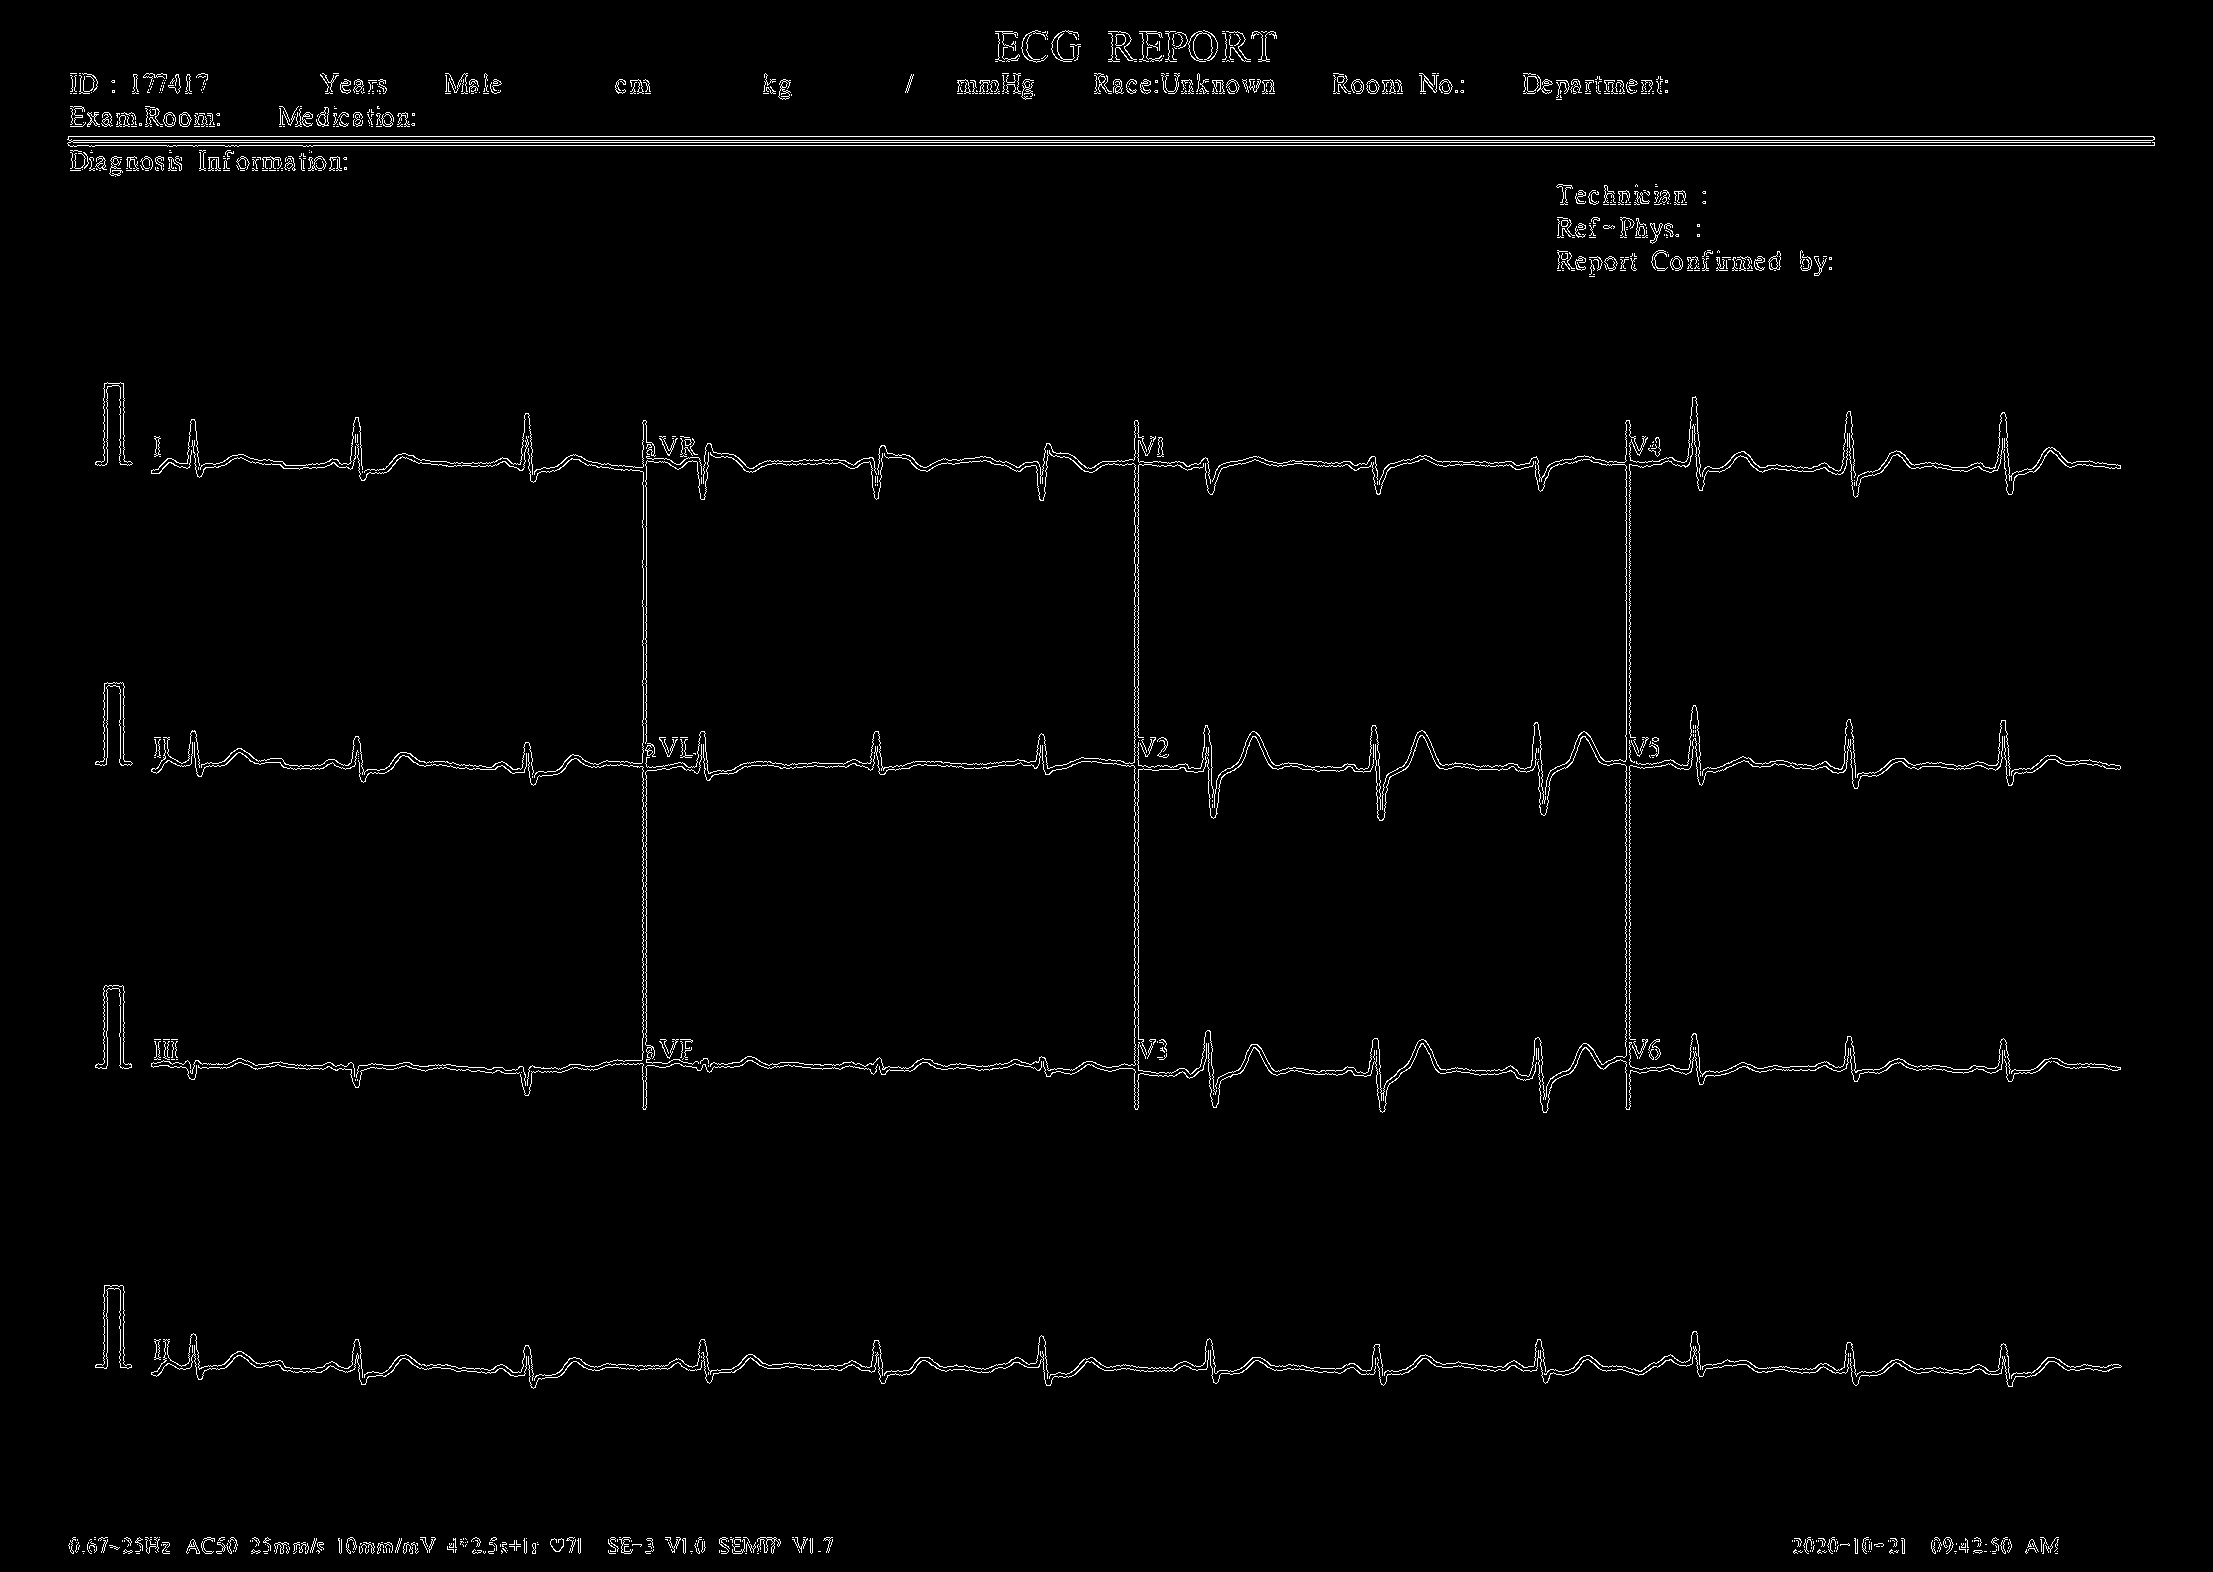 ECG REPORT
ID : 177417 Years Male cm kg / mmHg Race:Unknown Room No.: Department:
Exam.Room: Medication:
Diagnosis Information:
Technician :
Ref-Phys. :
Report Confirmed by:
I aVR V1 V4
II aVL V2 V5
III aVF V3 V6
II
0.67~25Hz AC50 25mm/s 10mm/mV 4*2.5s+1r ♡71 SE-3 V1.0 V1.7 2020-10-21 09:42:50 AM